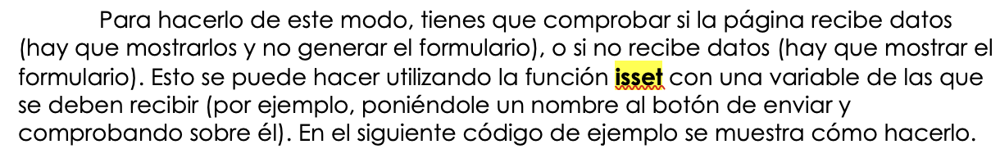 Para hacerlo de este modo, tienes que comprobar si la página recibe datos
(hay que mostrarlos y no generar el formulario), o si no recibe datos (hay que mostrar el
formulario). Esto se puede hacer utilizando la función isset con una variable de las que
se deben recibir (por ejemplo, poniéndole un nombre al botón de enviar y
comprobando sobre él). En el siguiente código de ejemplo se muestra cómo hacerlo.